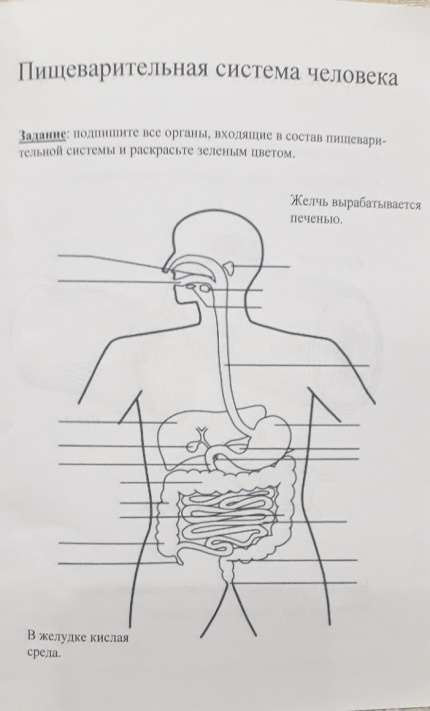 Пищеварительная система человека
Задание: подпишите все органы, входящие в состав пищевари-
тельной системы и раскрасьте зеленым цветом.
Желчь вырабатывается
печенью.
В желудке кислая
среда.